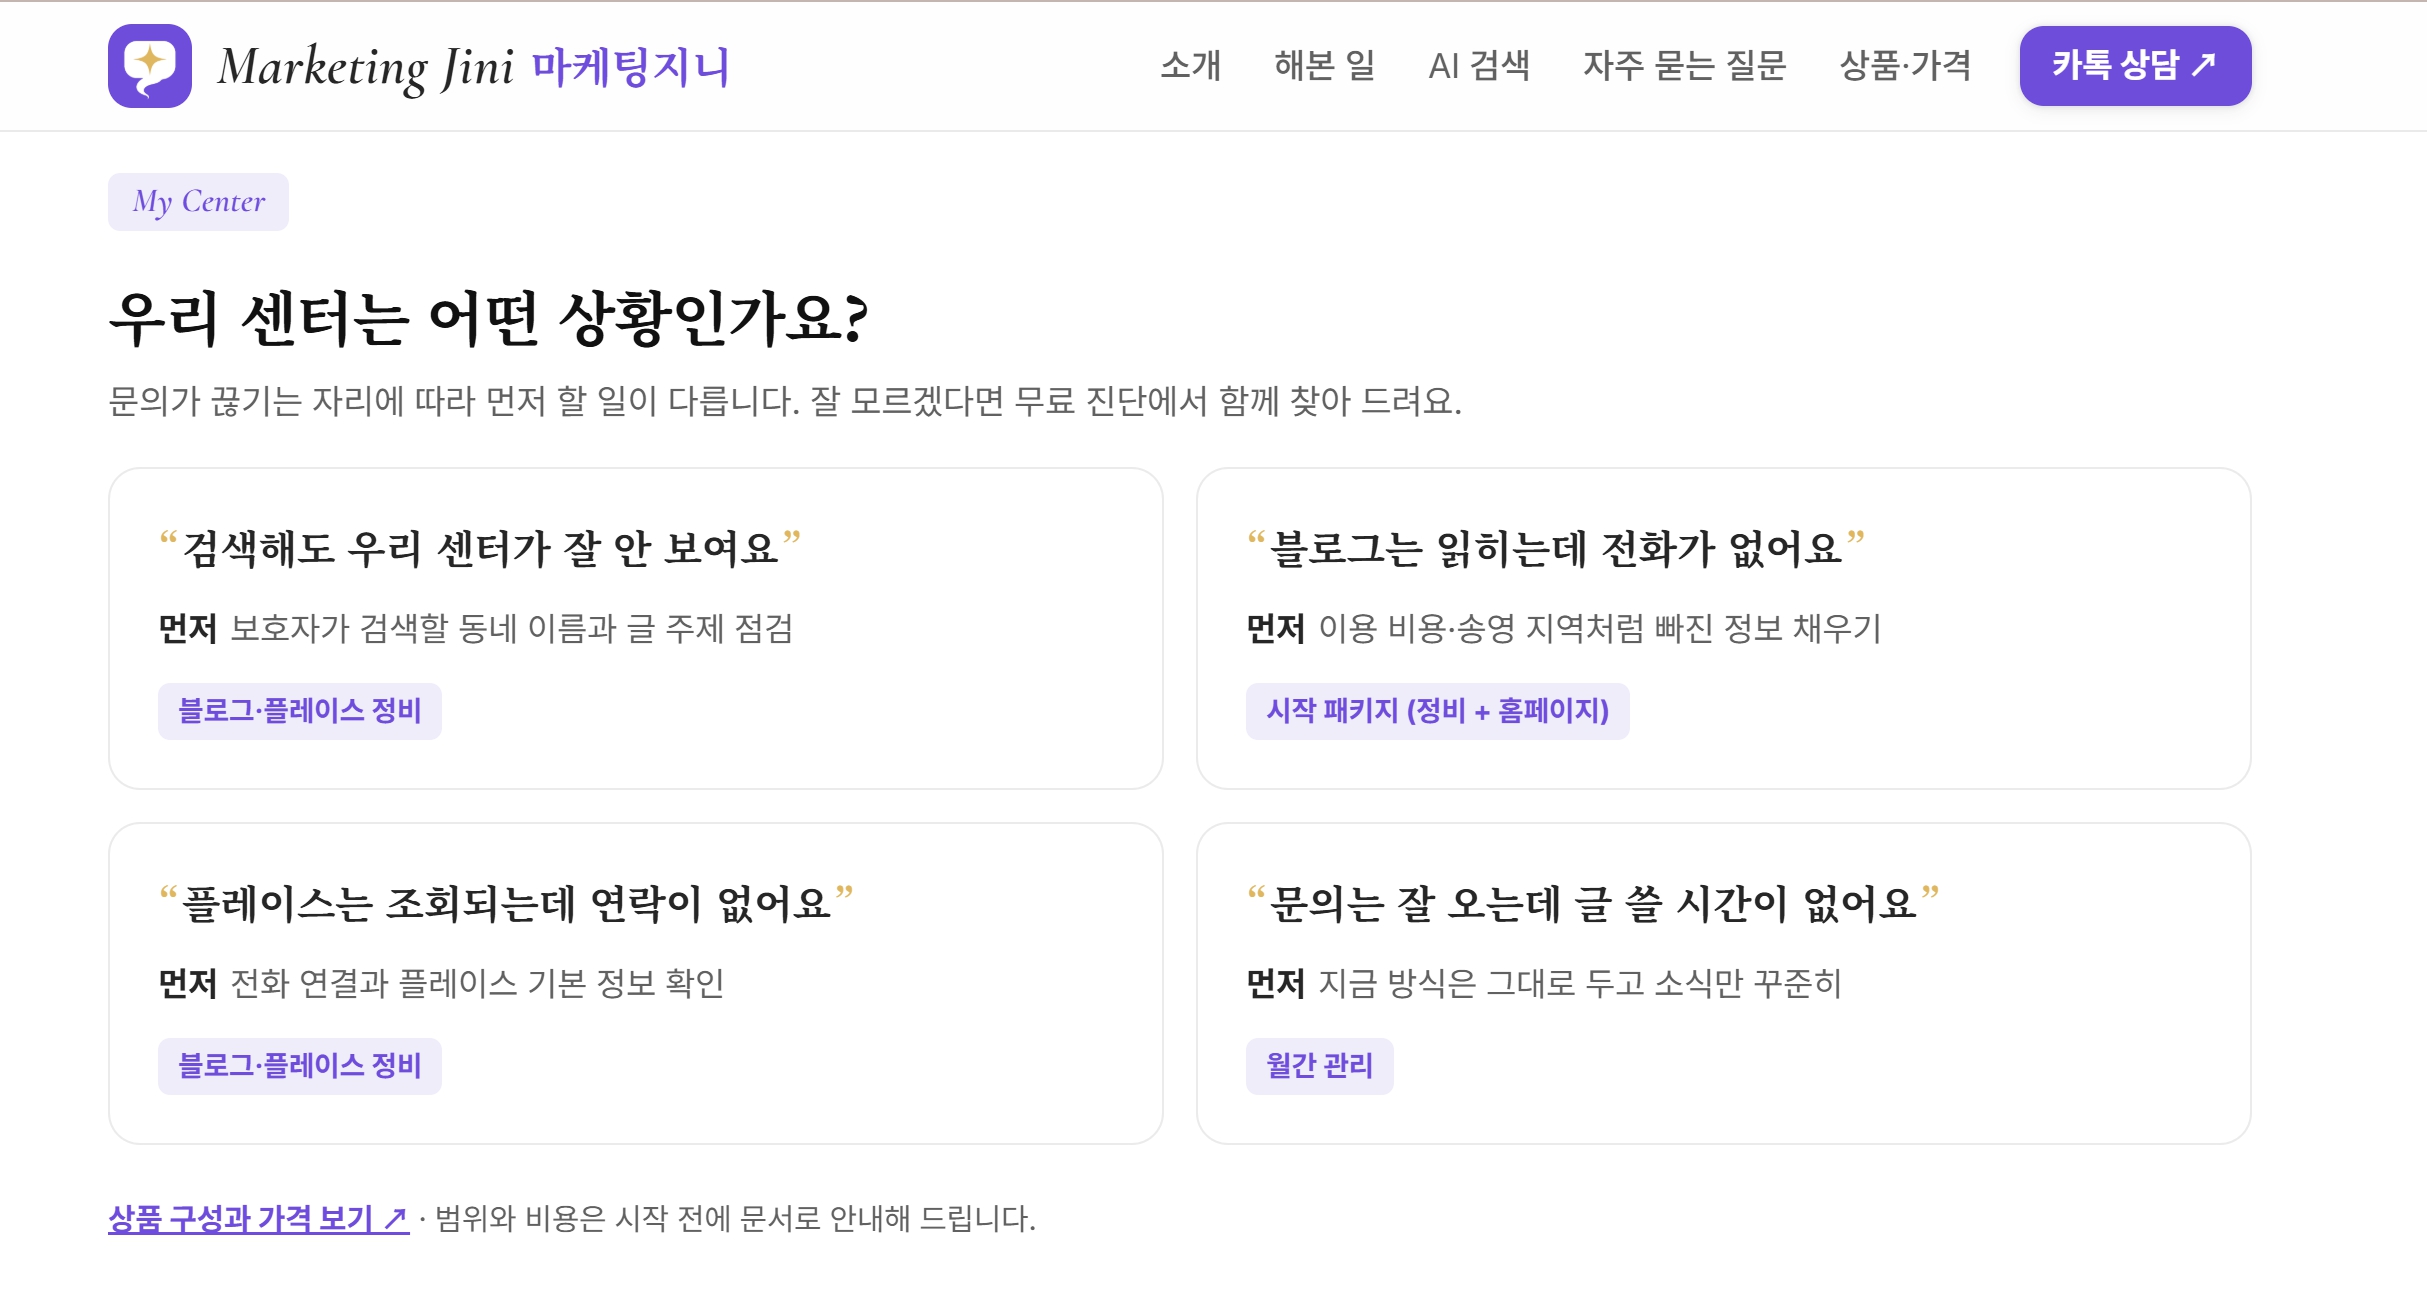 Marketing Jini 마케팅지니
소개 해본 일 AI 검색 자주 묻는 질문 상품·가격 카톡 상담 ↗
My Center
우리 센터는 어떤 상황인가요?
문의가 끊기는 자리에 따라 먼저 할 일이 다릅니다. 잘 모르겠다면 무료 진단에서 함께 찾아 드려요.
“검색해도 우리 센터가 잘 안 보여요”
먼저 보호자가 검색할 동네 이름과 글 주제 점검
블로그·플레이스 정비
“블로그는 읽히는데 전화가 없어요”
먼저 이용 비용·송영 지역처럼 빠진 정보 채우기
시작 패키지 (정비 + 홈페이지)
“플레이스는 조회되는데 연락이 없어요”
먼저 전화 연결과 플레이스 기본 정보 확인
블로그·플레이스 정비
“문의는 잘 오는데 글 쓸 시간이 없어요”
먼저 지금 방식은 그대로 두고 소식만 꾸준히
월간 관리
상품 구성과 가격 보기 ↗ · 범위와 비용은 시작 전에 문서로 안내해 드립니다.